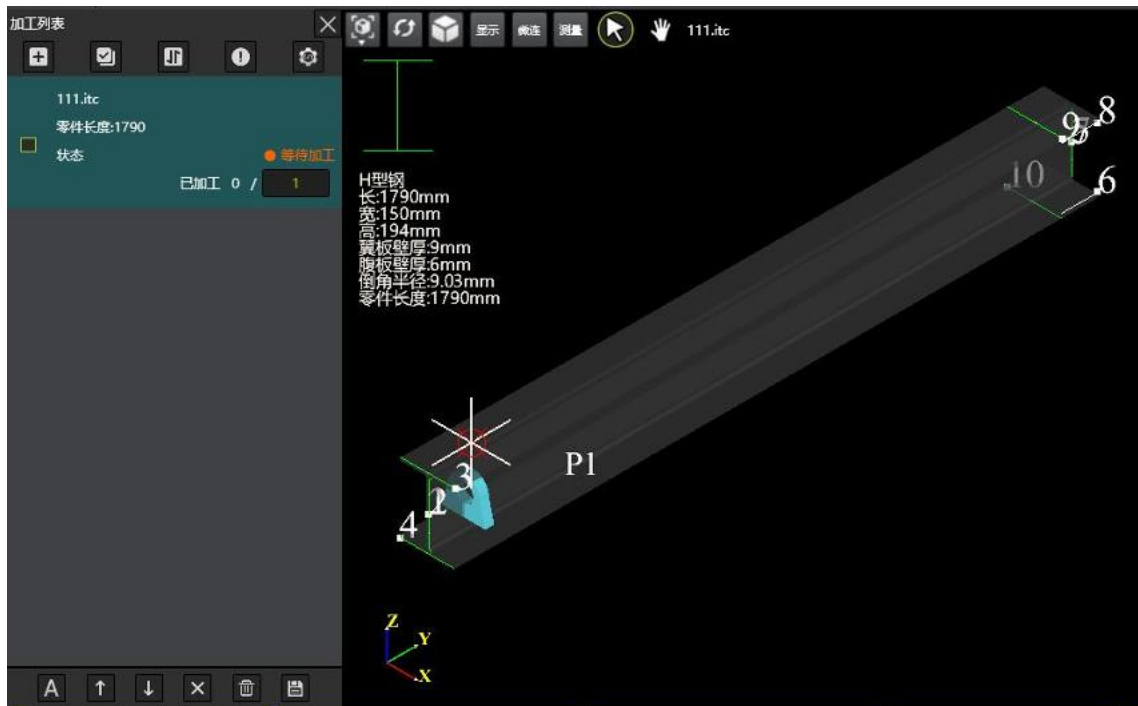 加工列表
显示 微连 测量 111.itc
111.itc
零件长度:1790
状态 等待加工
已加工 0 / 1
H型钢
长:1790mm
宽:150mm
高:194mm
翼板壁厚:9mm
腹板壁厚:6mm
倒角半径:9.03mm
零件长度:1790mm
8
9
10
6
P1
3
2
4
Z
Y
X
A